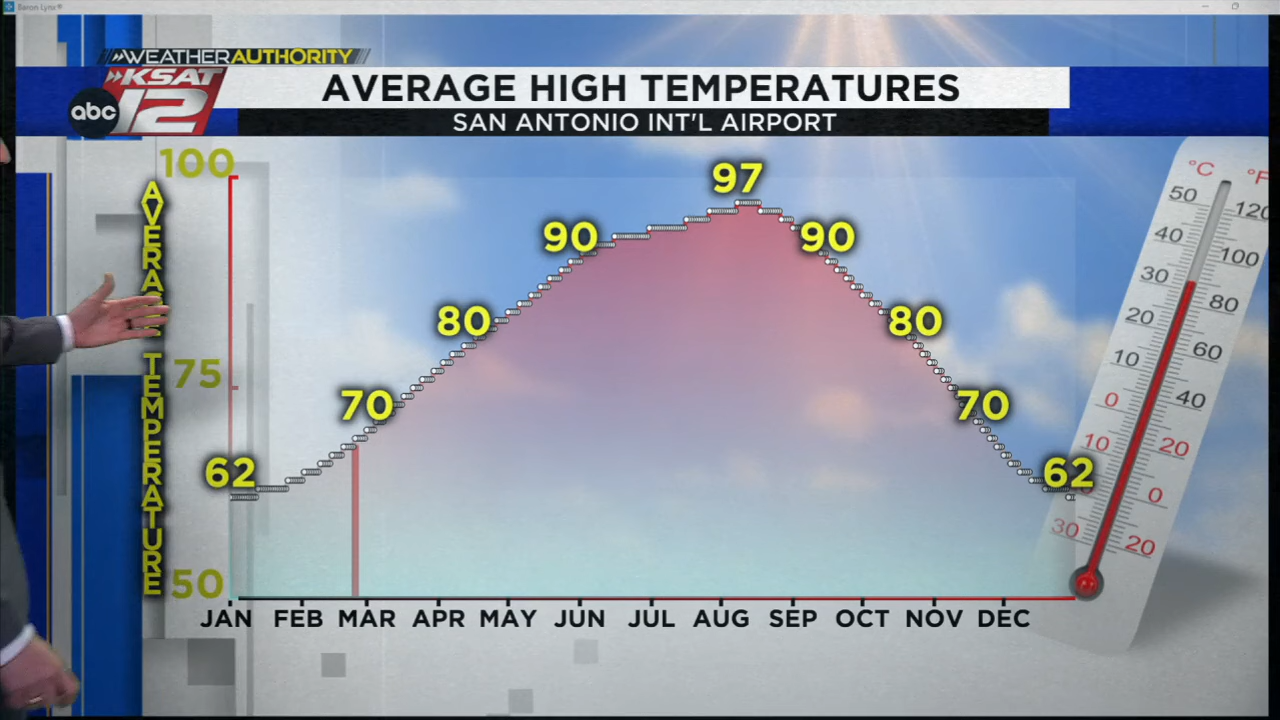 Baron Lynx®
WEATHER AUTHORITY
KSAT
abc 12
AVERAGE HIGH TEMPERATURES
SAN ANTONIO INT'L AIRPORT
100
75
50
AVERAGE TEMPERATURE
62
70
80
90
97
90
80
70
62
JAN FEB MAR APR MAY JUN JUL AUG SEP OCT NOV DEC
°C °F
50 120
40 100
30 80
20 60
10 40
0 20
10 0
30 20